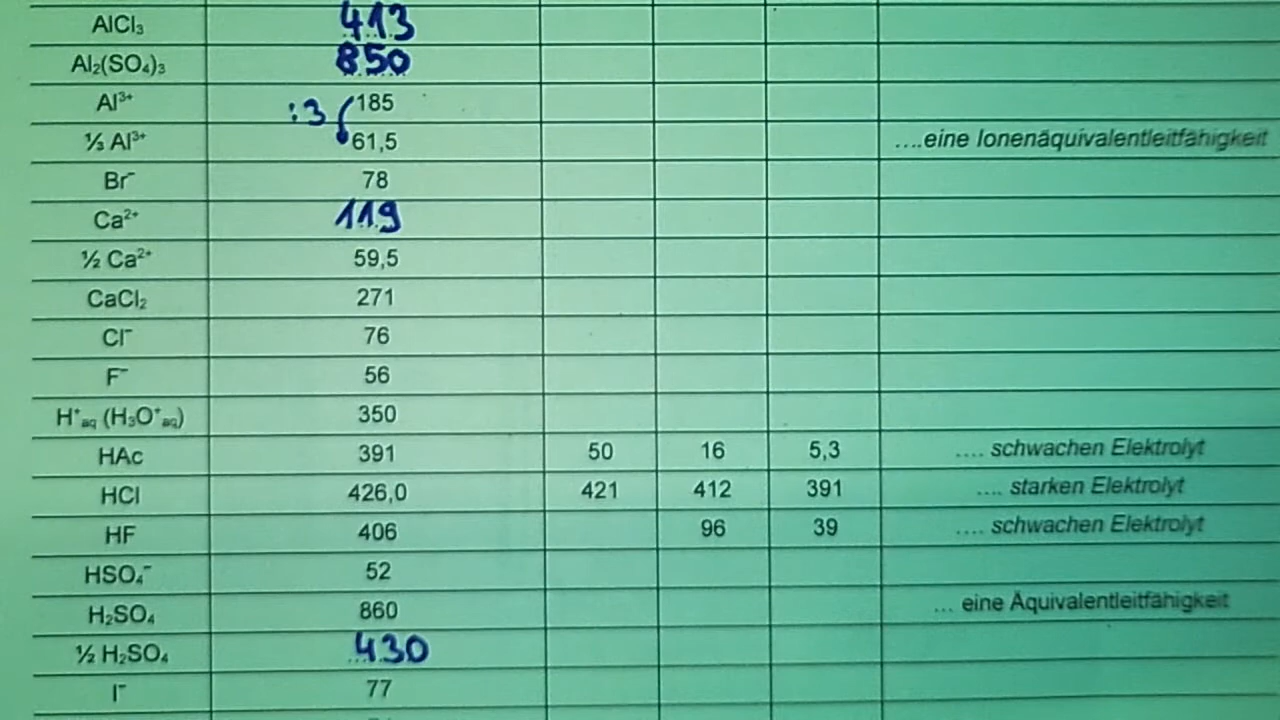 AlCl₃ 413
Al₂(SO₄)₃ 850
Al³⁺ :3 185
⅓ Al³⁺ 61,5 ....eine Ionenäquivalentleitfähigkeit
Br⁻ 78
Ca²⁺ 119
½ Ca²⁺ 59,5
CaCl₂ 271
Cl⁻ 76
F⁻ 56
H⁺aq (H₃O⁺aq) 350
HAc 391 50 16 5,3 .... schwachen Elektrolyt
HCl 426,0 421 412 391 .... starken Elektrolyt
HF 406 96 39 .... schwachen Elektrolyt
HSO₄⁻ 52
H₂SO₄ 860 ... eine Äquivalentleitfähigkeit
½ H₂SO₄ 430
I⁻ 77